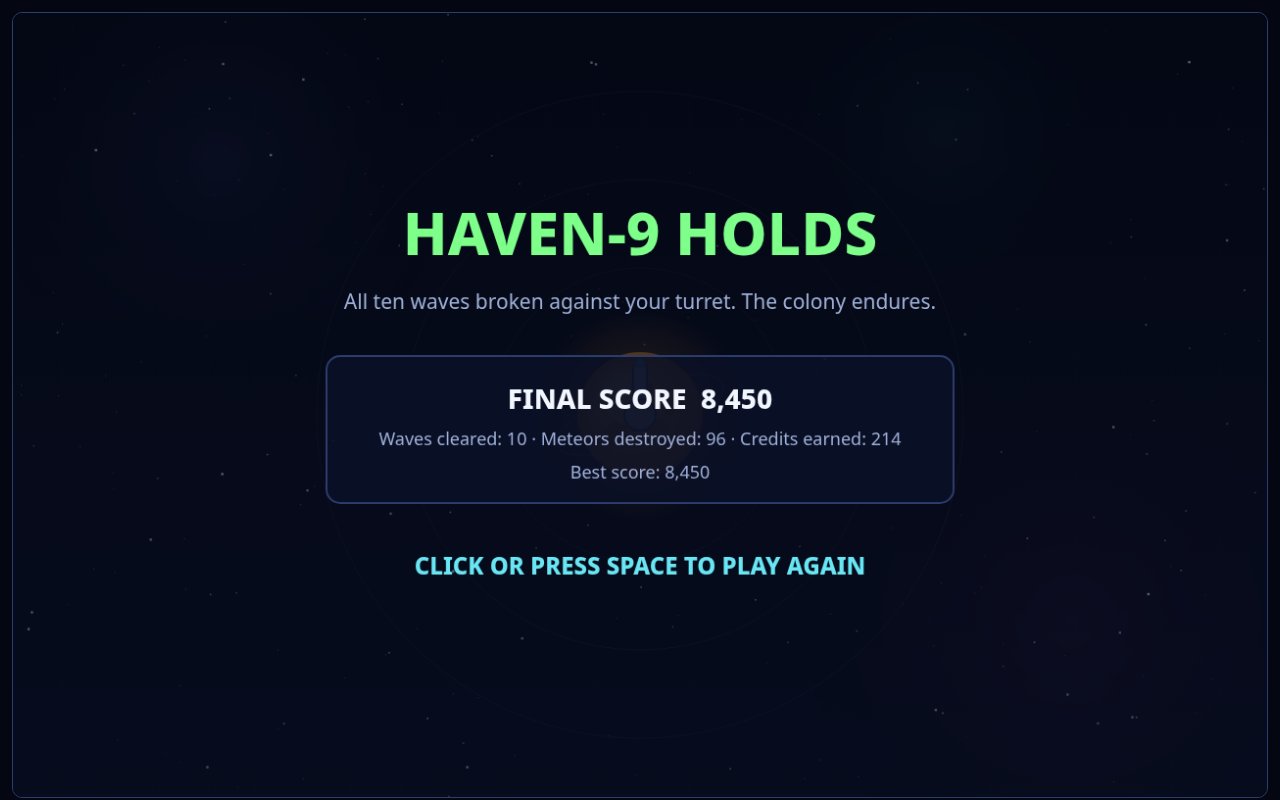 HAVEN-9 HOLDS
All ten waves broken against your turret. The colony endures.
FINAL SCORE 8,450
Waves cleared: 10 · Meteors destroyed: 96 · Credits earned: 214
Best score: 8,450
CLICK OR PRESS SPACE TO PLAY AGAIN